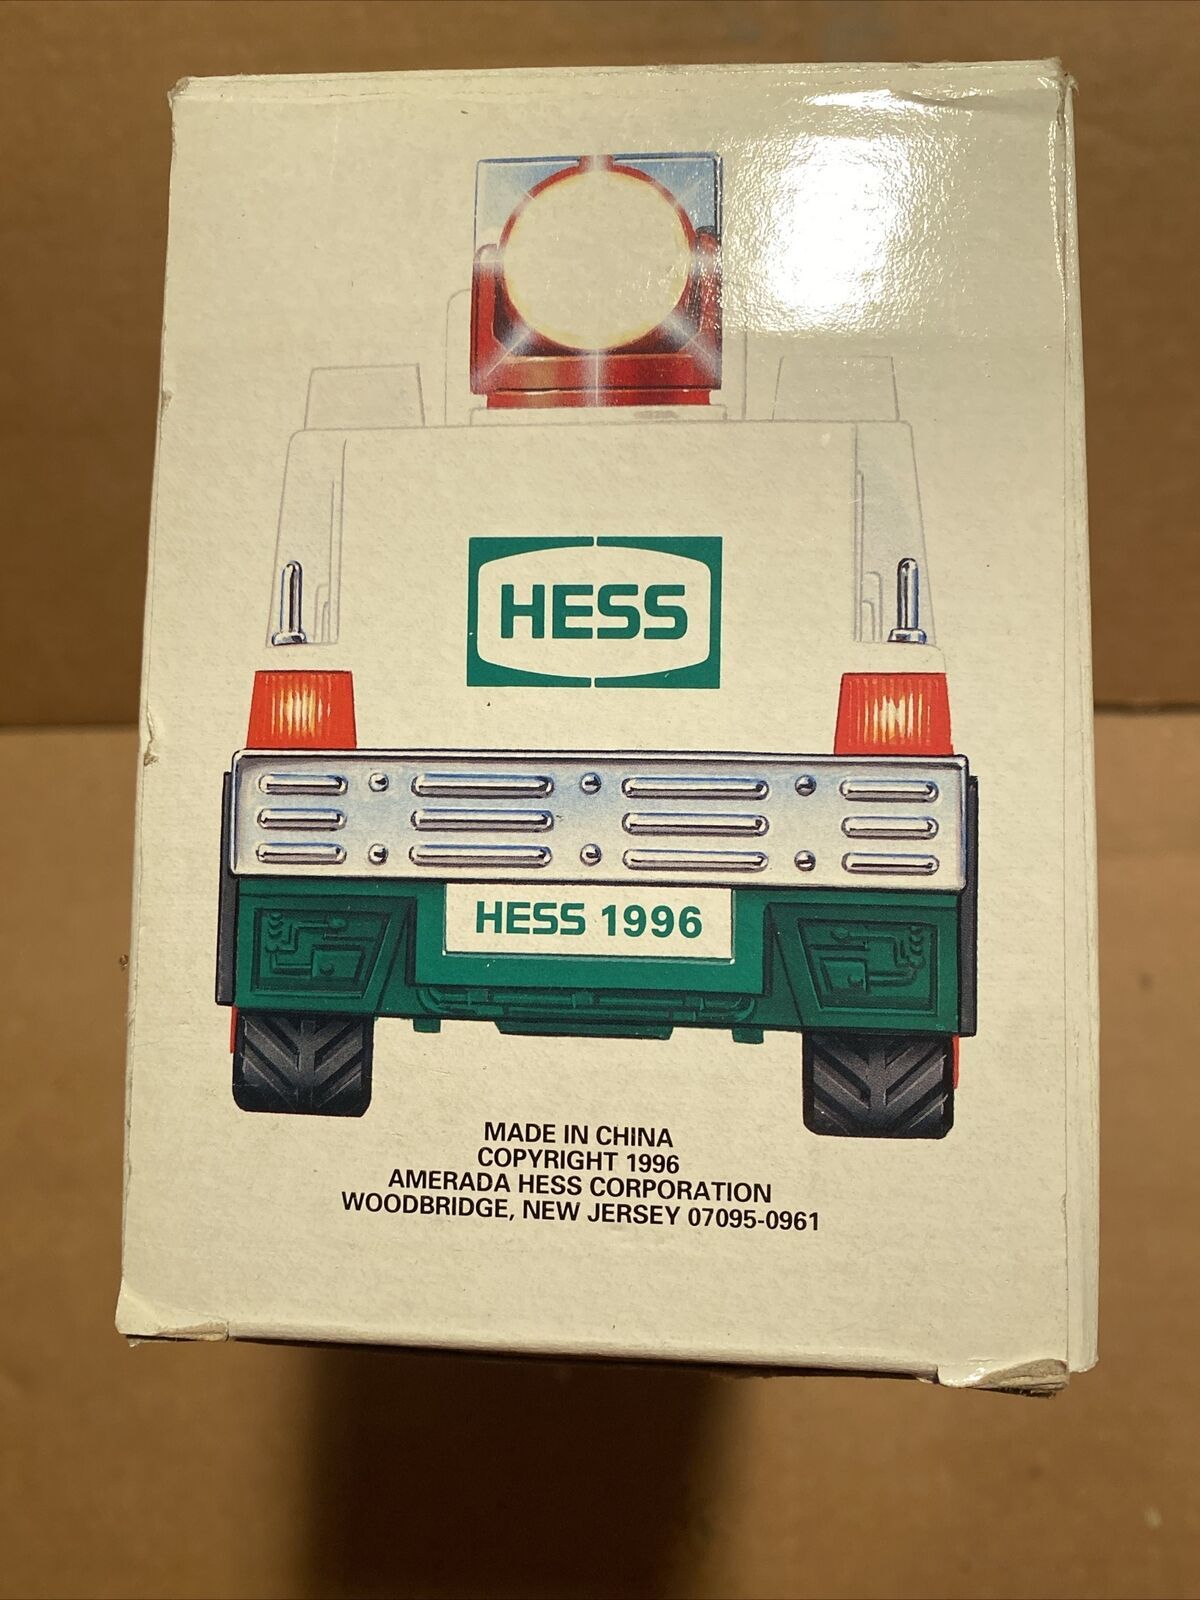 HESS
HESS 1996
MADE IN CHINA
COPYRIGHT 1996
AMERADA HESS CORPORATION
WOODBRIDGE, NEW JERSEY 07095-0961